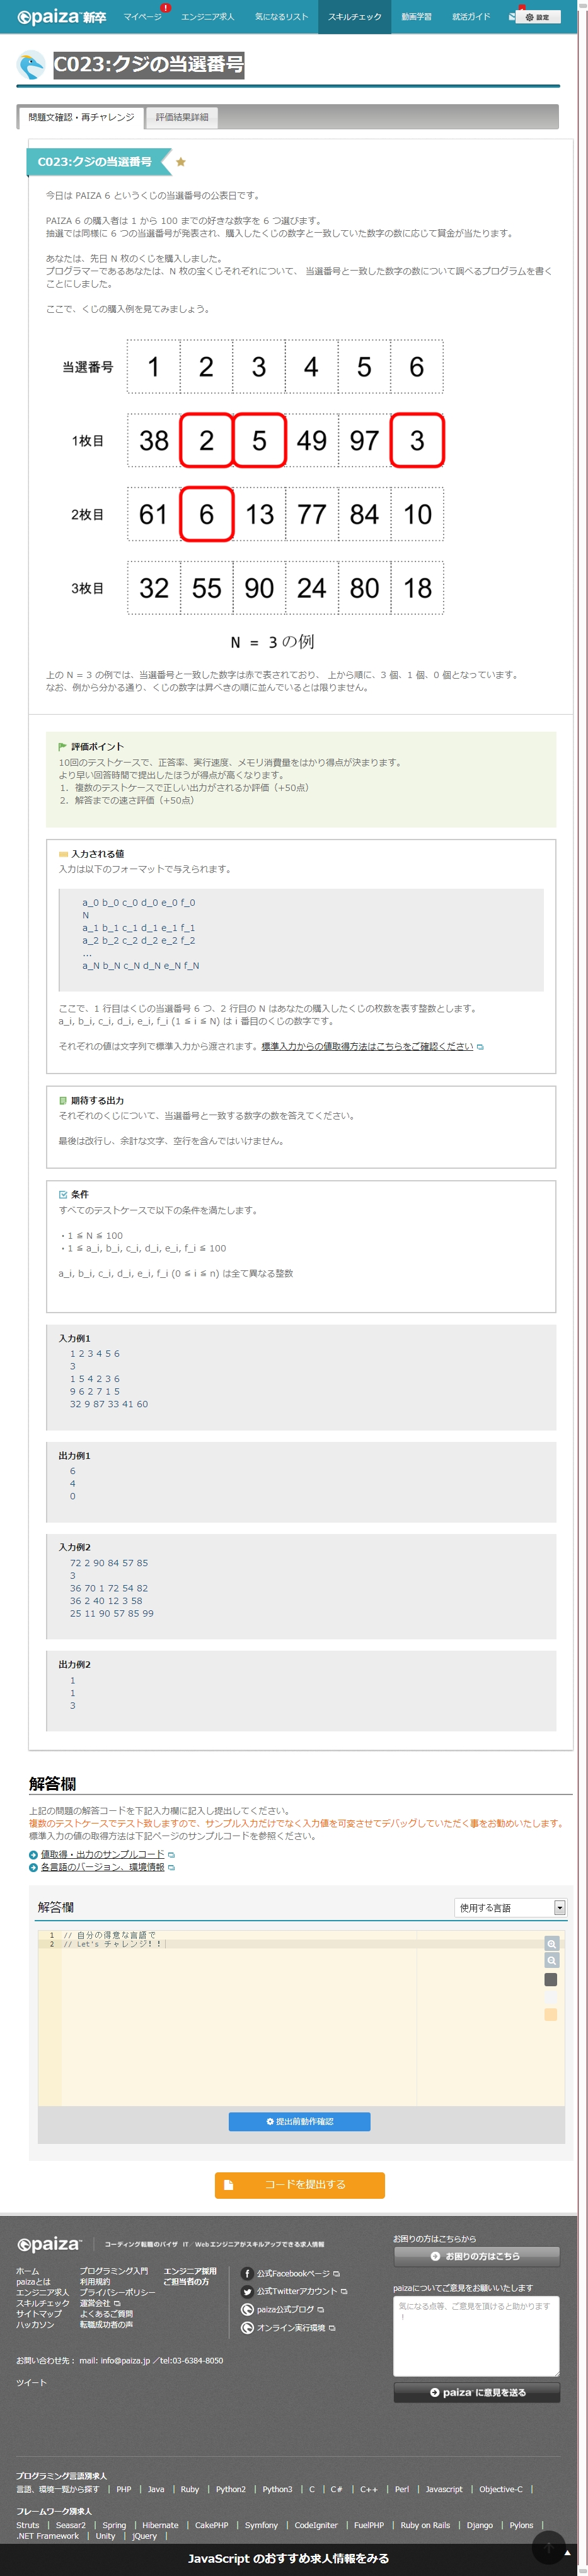 paiza 新卒 マイページ ! エンジニア求人 気になるリスト スキルチェック 動画学習 就活ガイド 設定
C023:クジの当選番号
問題文確認・再チャレンジ 評価結果詳細
C023:クジの当選番号
今日は PAIZA 6 というくじの当選番号の公表日です。
PAIZA 6 の購入者は 1 から 100 までの好きな数字を 6 つ選びます。
抽選では同様に 6 つの当選番号が発表され、購入したくじの数字と一致していた数字の数に応じて賞金が当たります。
あなたは、先日 N 枚のくじを購入しました。
プログラマーであるあなたは、N 枚の宝くじそれぞれについて、 当選番号と一致した数字の数について調べるプログラムを書く
ことにしました。
ここで、くじの購入例を見てみましょう。
当選番号 1 2 3 4 5 6
1枚目 38 2 5 49 97 3
2枚目 61 6 13 77 84 10
3枚目 32 55 90 24 80 18
N = 3 の例
上の N = 3 の例では、当選番号と一致した数字は赤で表されており、 上から順に、3 個、1 個、0 個となっています。
なお、例から分かる通り、くじの数字は昇べきの順に並んでいるとは限りません。
評価ポイント
10回のテストケースで、正答率、実行速度、メモリ消費量をはかり得点が決まります。
より早い回答時間で提出したほうが得点が高くなります。
1. 複数のテストケースで正しい出力がされるか評価（+50点）
2. 解答までの速さ評価（+50点）
入力される値
入力は以下のフォーマットで与えられます。
a_0 b_0 c_0 d_0 e_0 f_0
N
a_1 b_1 c_1 d_1 e_1 f_1
a_2 b_2 c_2 d_2 e_2 f_2
...
a_N b_N c_N d_N e_N f_N
ここで、1 行目はくじの当選番号 6 つ、2 行目の N はあなたの購入したくじの枚数を表す整数とします。
a_i, b_i, c_i, d_i, e_i, f_i (1 ≦ i ≦ N) は i 番目のくじの数字です。
それぞれの値は文字列で標準入力から渡されます。標準入力からの値取得方法はこちらをご確認ください
期待する出力
それぞれのくじについて、当選番号と一致する数字の数を答えてください。
最後は改行し、余計な文字、空行を含んではいけません。
条件
すべてのテストケースで以下の条件を満たします。
・1 ≦ N ≦ 100
・1 ≦ a_i, b_i, c_i, d_i, e_i, f_i ≦ 100
a_i, b_i, c_i, d_i, e_i, f_i (0 ≦ i ≦ n) は全て異なる整数
入力例1
1 2 3 4 5 6
3
1 5 4 2 3 6
9 6 2 7 1 5
32 9 87 33 41 60
出力例1
6
4
0
入力例2
72 2 90 84 57 85
3
36 70 1 72 54 82
36 2 40 12 3 58
25 11 90 57 85 99
出力例2
1
1
3
解答欄
上記の問題の解答コードを下記入力欄に記入し提出してください。
複数のテストケースでテスト致しますので、サンプル入力だけでなく入力値を可変させてデバッグしていただく事をお勧めいたします。
標準入力の値の取得方法は下記ページのサンプルコードを参照ください。
値取得・出力のサンプルコード
各言語のバージョン、環境情報
解答欄 使用する言語
1 // 自分の得意な言語で
2 // Let's チャレンジ！！
提出前動作確認
コードを提出する
paiza コーディング転職のパイザ IT／Webエンジニアがスキルアップできる求人情報
ホーム
paizaとは
エンジニア求人
スキルチェック
サイトマップ
ハッカソン
プログラミング入門
利用規約
プライバシーポリシー
運営会社
よくあるご質問
転職成功者の声
エンジニア採用
ご担当者の方
公式Facebookページ
公式Twitterアカウント
paiza公式ブログ
オンライン実行環境
お困りの方はこちらから
お困りの方はこちら
paizaについてご意見をお願いいたします
気になる点等、ご意見を頂けると助かります
！
paiza に意見を送る
お問い合わせ先： mail: info@paiza.jp ／tel:03-6384-8050
ツイート
プログラミング言語別求人
言語、環境一覧から探す | PHP | Java | Ruby | Python2 | Python3 | C | C# | C++ | Perl | Javascript | Objective-C |
フレームワーク別求人
Struts | Seasar2 | Spring | Hibernate | CakePHP | Symfony | CodeIgniter | FuelPHP | Ruby on Rails | Django | Pylons |
.NET Framework | Unity | jQuery |
JavaScript のおすすめ求人情報をみる